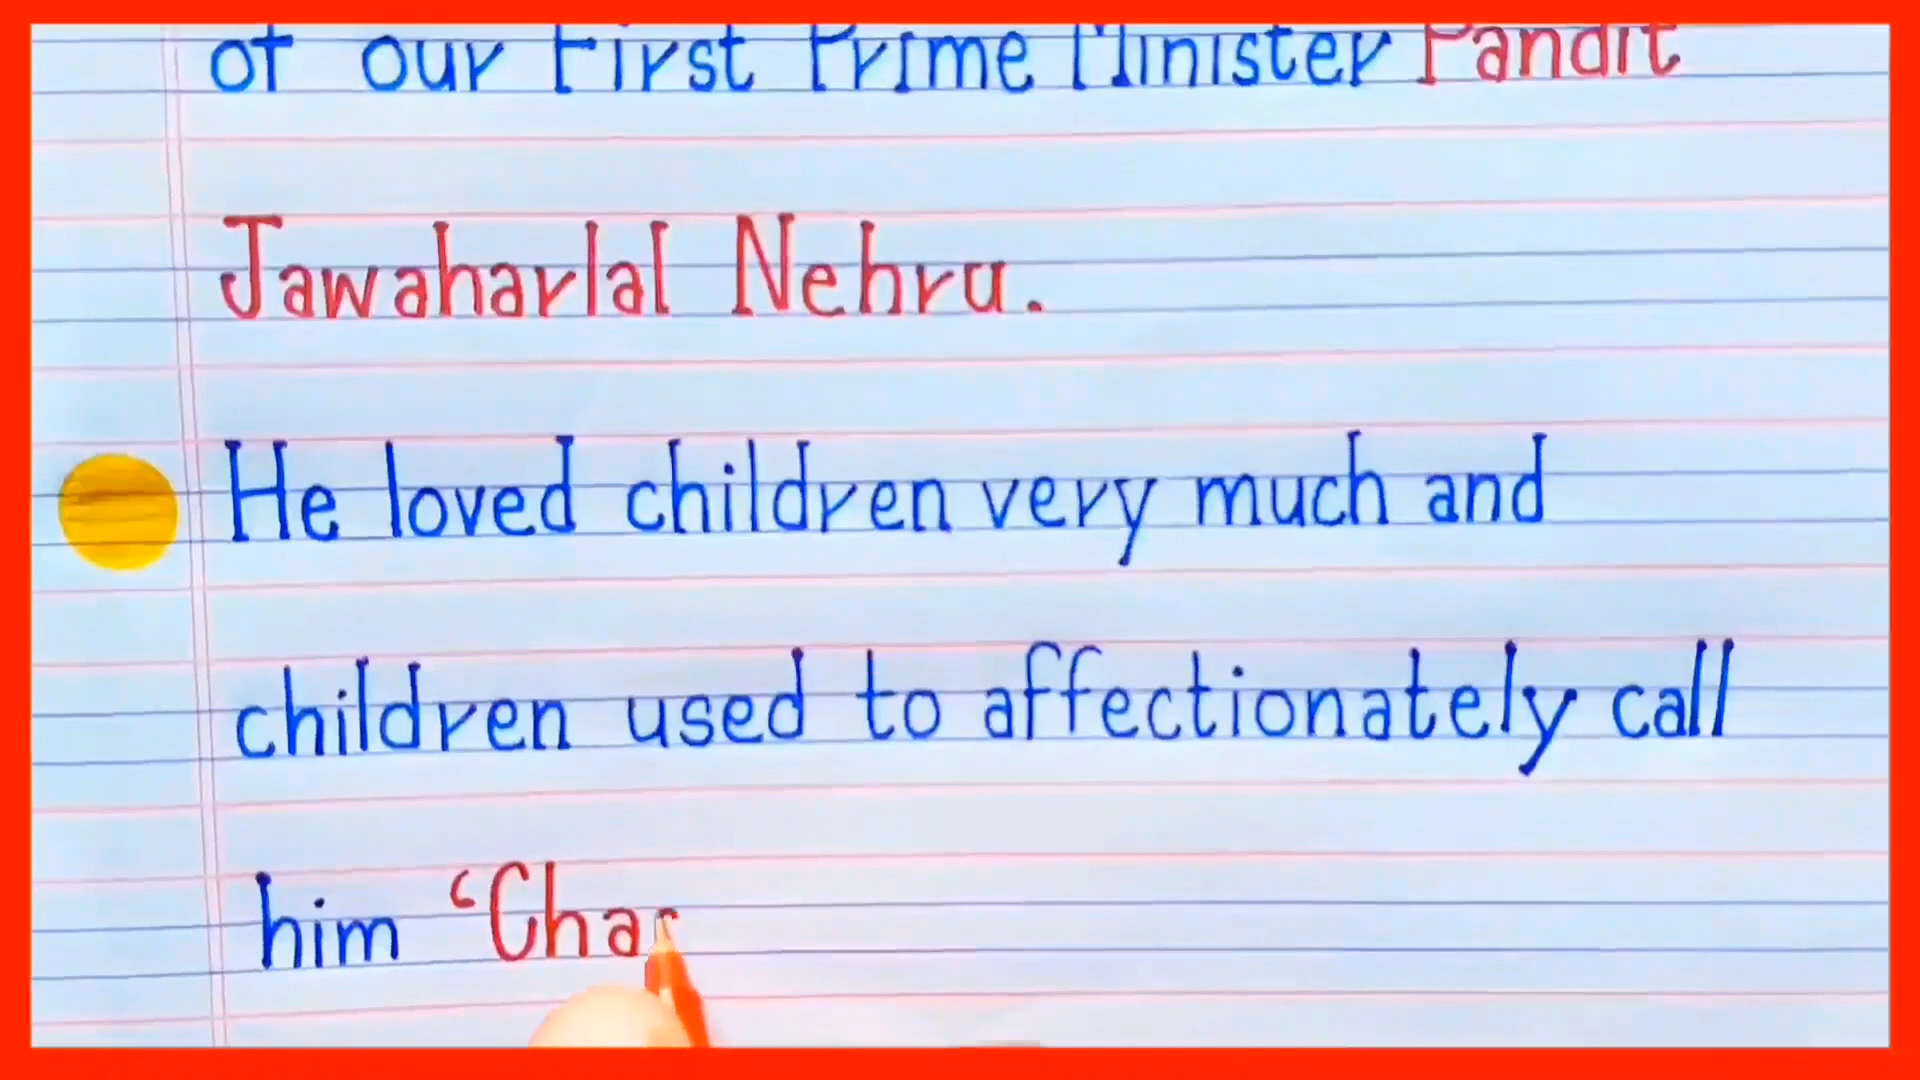 of our First Prime Minister Pandit
Jawaharlal Nehru.
He loved children very much and
children used to affectionately call
him ‘Cha